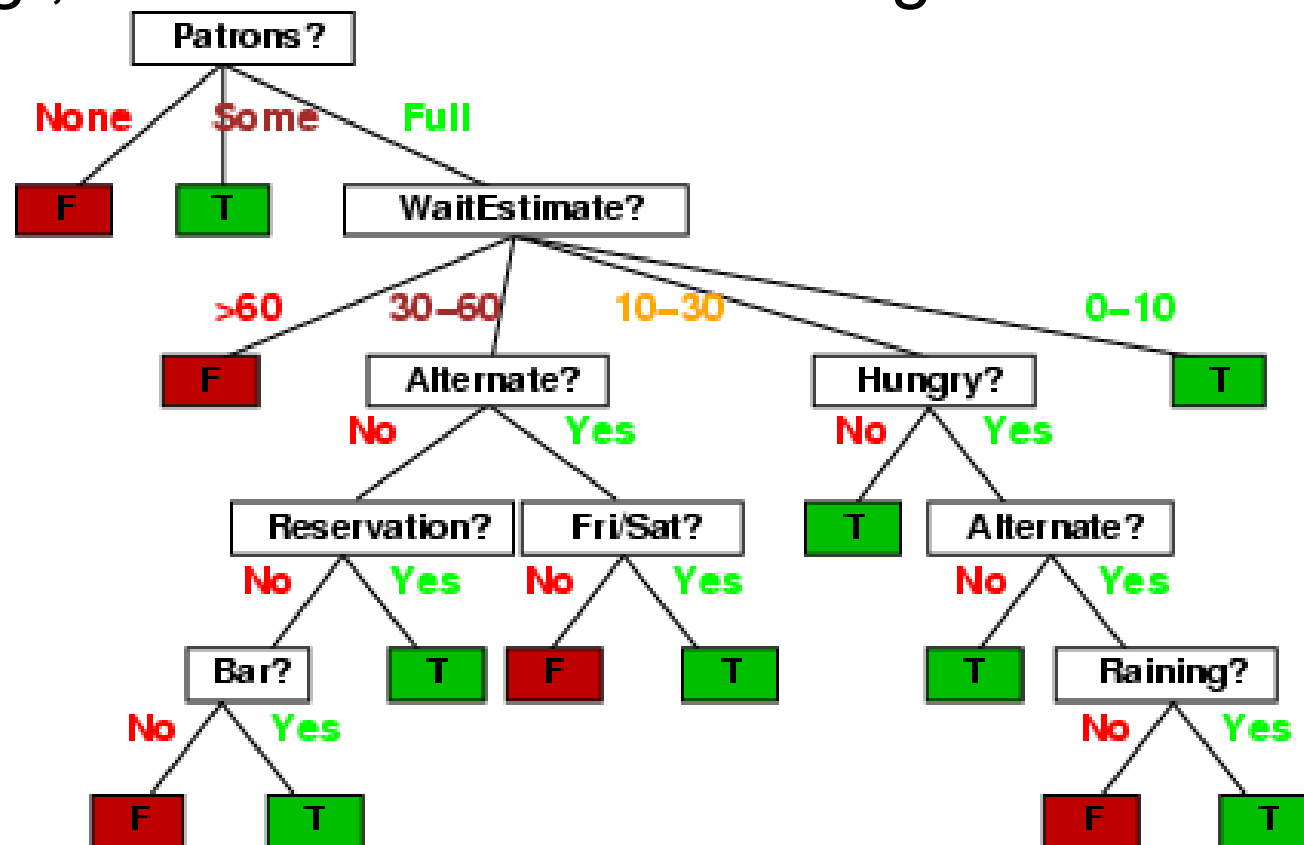 Patrons?
None Some Full
F T WaitEstimate?
>60 30–60 10–30 0–10
F Alternate? Hungry? T
No Yes No Yes
Reservation? Fri/Sat? T Alternate?
No Yes No Yes No Yes
Bar? T F T T Raining?
No Yes No Yes
F T F T